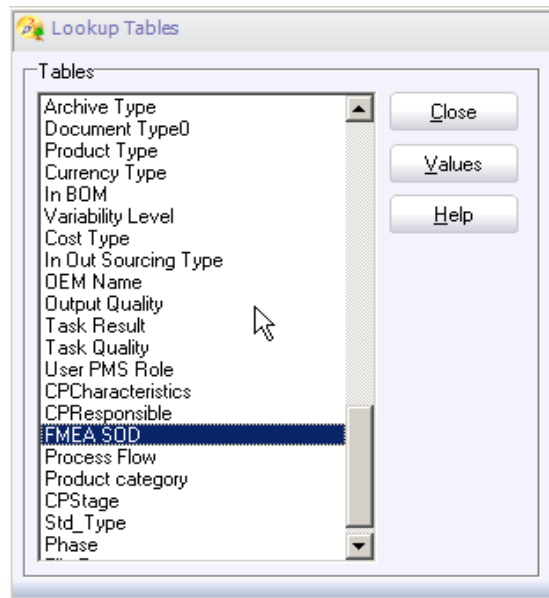 Lookup Tables
Tables
Archive Type
Document Type0
Product Type
Currency Type
In BOM
Variability Level
Cost Type
In Out Sourcing Type
OEM Name
Output Quality
Task Result
Task Quality
User PMS Role
CPCharacteristics
CPResponsible
FMEA SOD
Process Flow
Product category
CPStage
Std_Type
Phase
Close
Values
Help